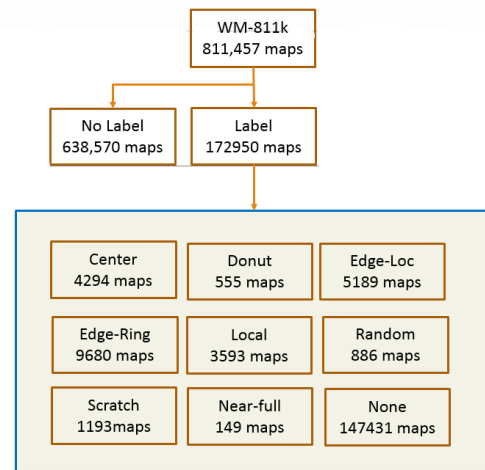 WM-811k
811,457 maps
No Label
638,570 maps
Label
172950 maps
Center
4294 maps
Donut
555 maps
Edge-Loc
5189 maps
Edge-Ring
9680 maps
Local
3593 maps
Random
886 maps
Scratch
1193maps
Near-full
149 maps
None
147431 maps